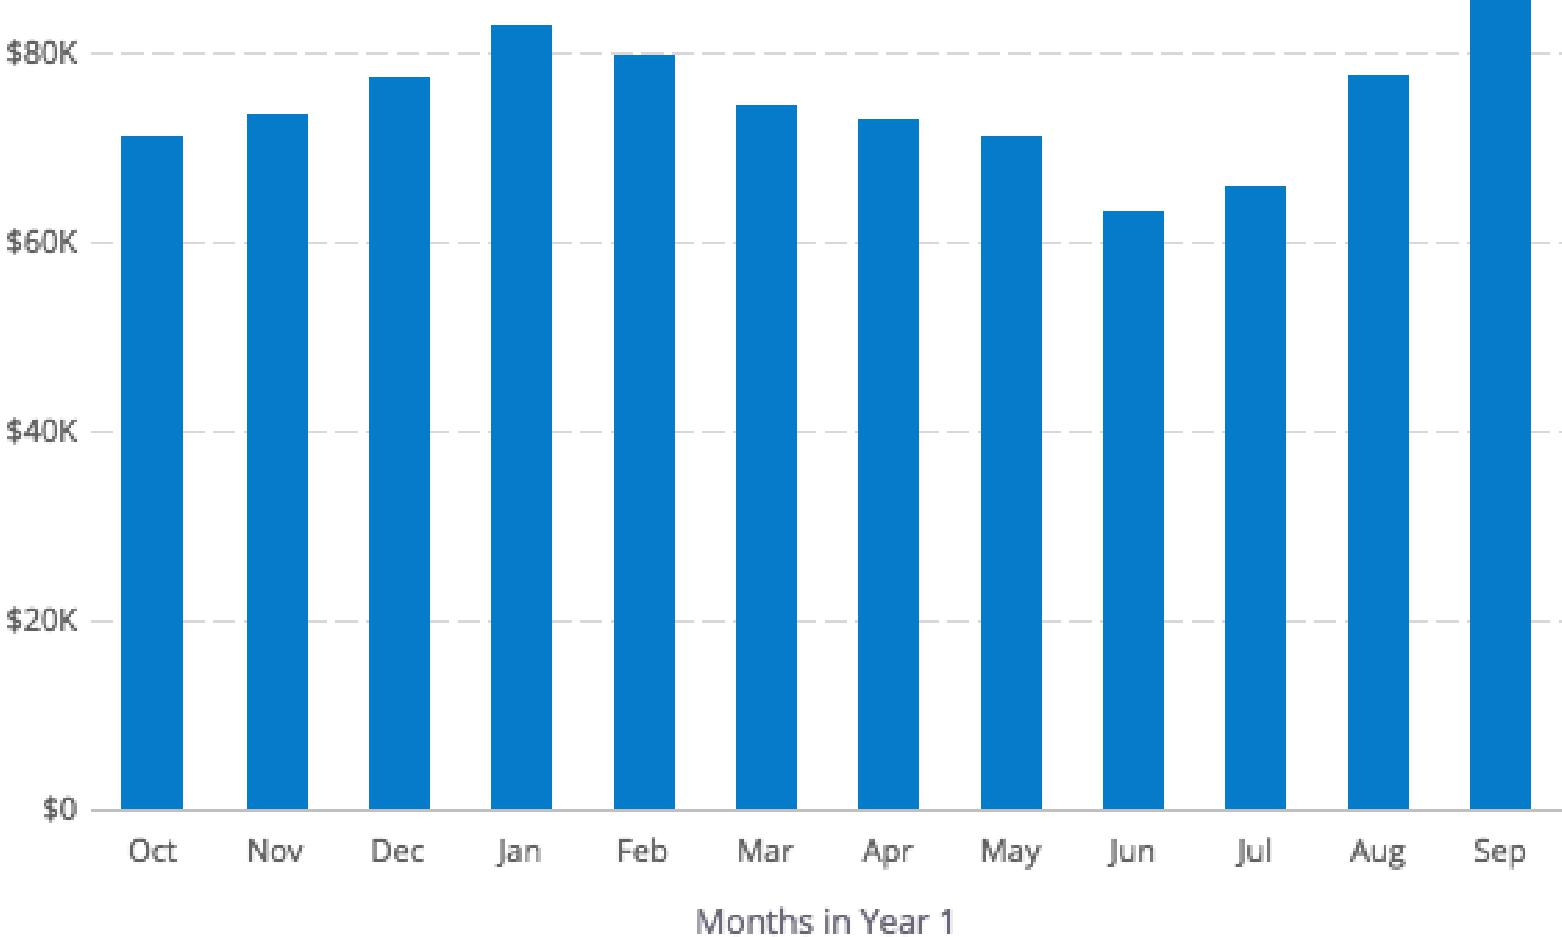 $80K
$60K
$40K
$20K
$0
Oct Nov Dec Jan Feb Mar Apr May Jun Jul Aug Sep
Months in Year 1